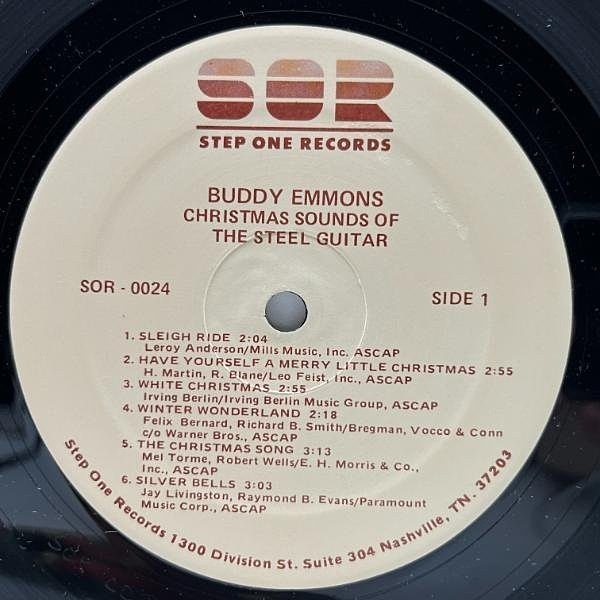 SOR
STEP ONE RECORDS
BUDDY EMMONS
CHRISTMAS SOUNDS OF
THE STEEL GUITAR
SOR - 0024
SIDE 1
1. SLEIGH RIDE 2:04
Leroy Anderson/Mills Music, Inc. ASCAP
2. HAVE YOURSELF A MERRY LITTLE CHRISTMAS 2:55
H. Martin, R. Blane/Leo Feist, Inc., ASCAP
3. WHITE CHRISTMAS 2:55
Irving Berlin/Irving Berlin Music Group, ASCAP
4. WINTER WONDERLAND 2:18
Felix Bernard, Richard B. Smith/Bregman, Vocco & Conn
c/o Warner Bros., ASCAP
5. THE CHRISTMAS SONG 3:13
Mel Torme, Robert Wells/E. H. Morris & Co.,
Inc., ASCAP
6. SILVER BELLS 3:03
Jay Livingston, Raymond B. Evans/Paramount
Music Corp., ASCAP
Step One Records 1300 Division St. Suite 304 Nashville, TN. 37203